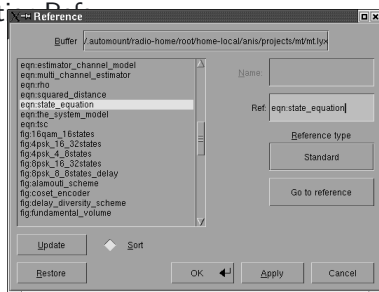 Reference
Buffer /.automount/radio-home/root/home-local/anis/projects/mt/mt.lyx
eqn:estimator_channel_model
eqn:multi_channel_estimator
eqn:rho
eqn:squared_distance
eqn:state_equation
eqn:the_system_model
eqn:tsc
fig:16qam_16states
fig:4psk_16_32states
fig:4psk_4_8states
fig:8psk_16_32states
fig:8psk_8_8states_delay
fig:alamouti_scheme
fig:coset_encoder
fig:delay_diversity_scheme
fig:fundamental_volume
Name:
Ref: eqn:state_equation
Reference type
Standard
Go to reference
Update
Sort
Restore
OK
Apply
Cancel